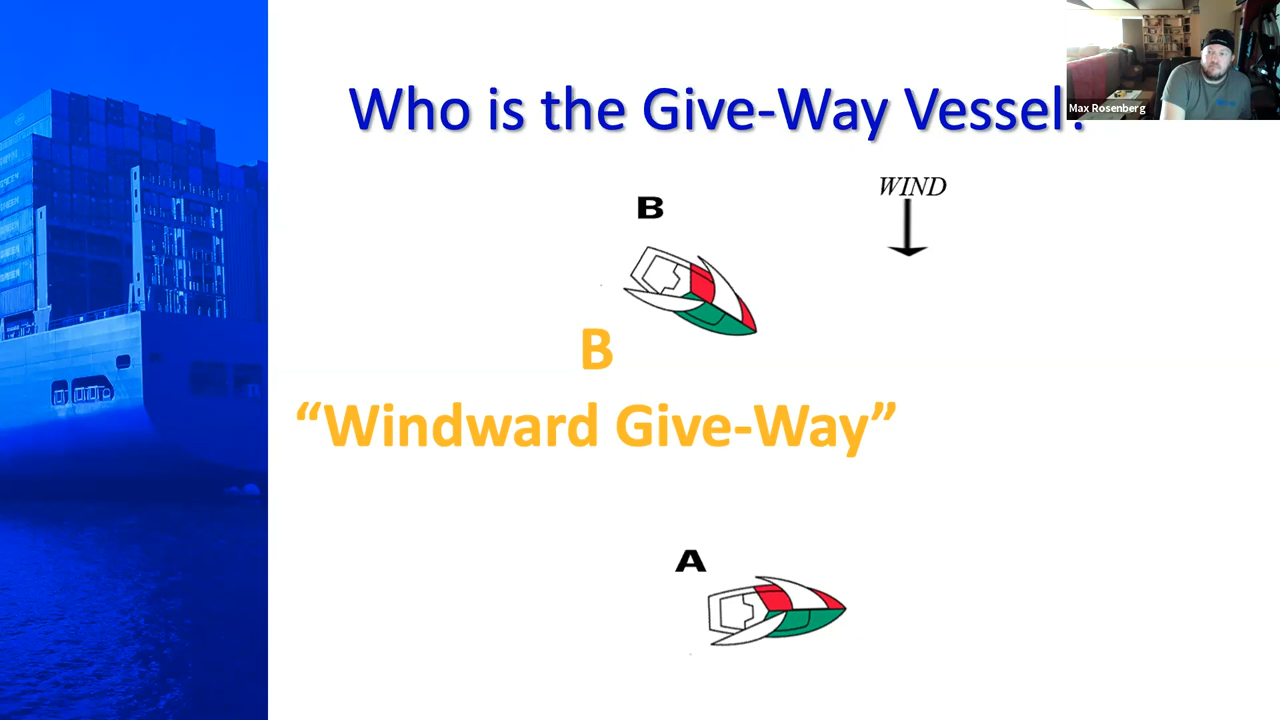 Who is the Give-Way Vessel?
Max Rosenberg
WIND
B
B
“Windward Give-Way”
A